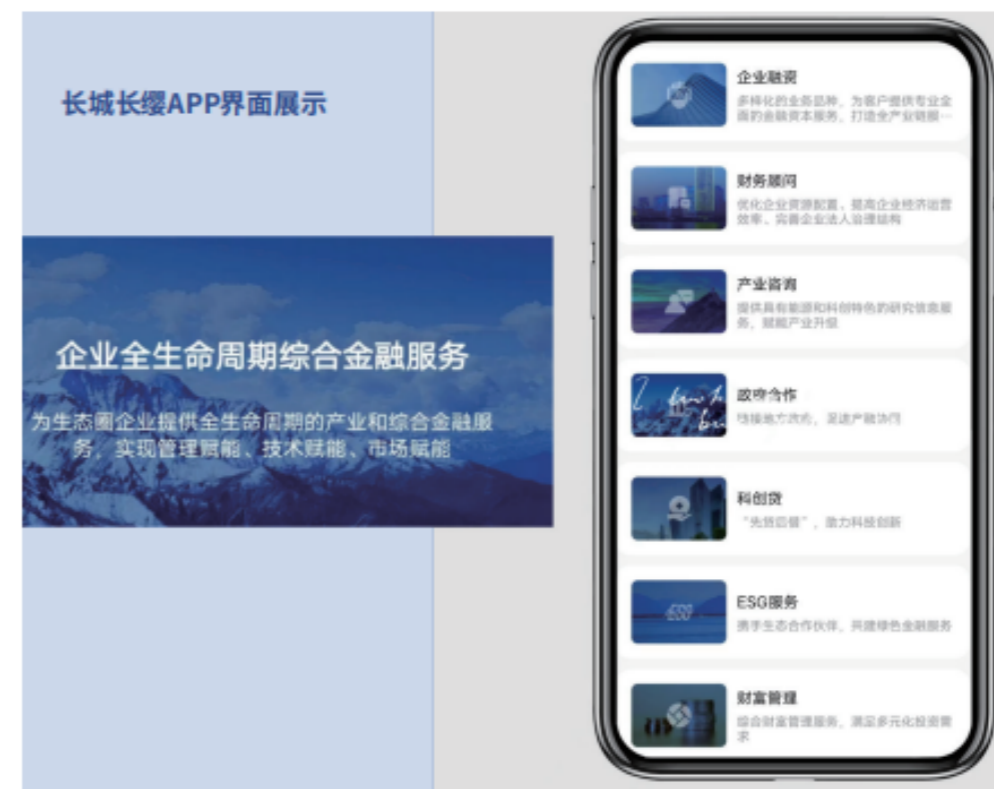 长城长缨APP界面展示
企业全生命周期综合金融服务
为生态圈企业提供全生命周期的产业和综合金融服
务，实现管理赋能、技术赋能、市场赋能
企业融资
多样化的业务品种，为客户提供专业全
面的金融资本服务，打造全产业链服…
财务顾问
优化企业资源配置、提高企业经济运营
效率、完善企业法人治理结构
产业咨询
提供具有能源和科创特色的研究信息服
务，赋能产业升级
政府合作
链接地方政府，促进产融协同
科创贷
“先贷后投”，助力科技创新
ESG
ESG服务
携手生态合作伙伴，共建绿色金融服务
财富管理
综合财富管理服务，满足多元化投资需
求